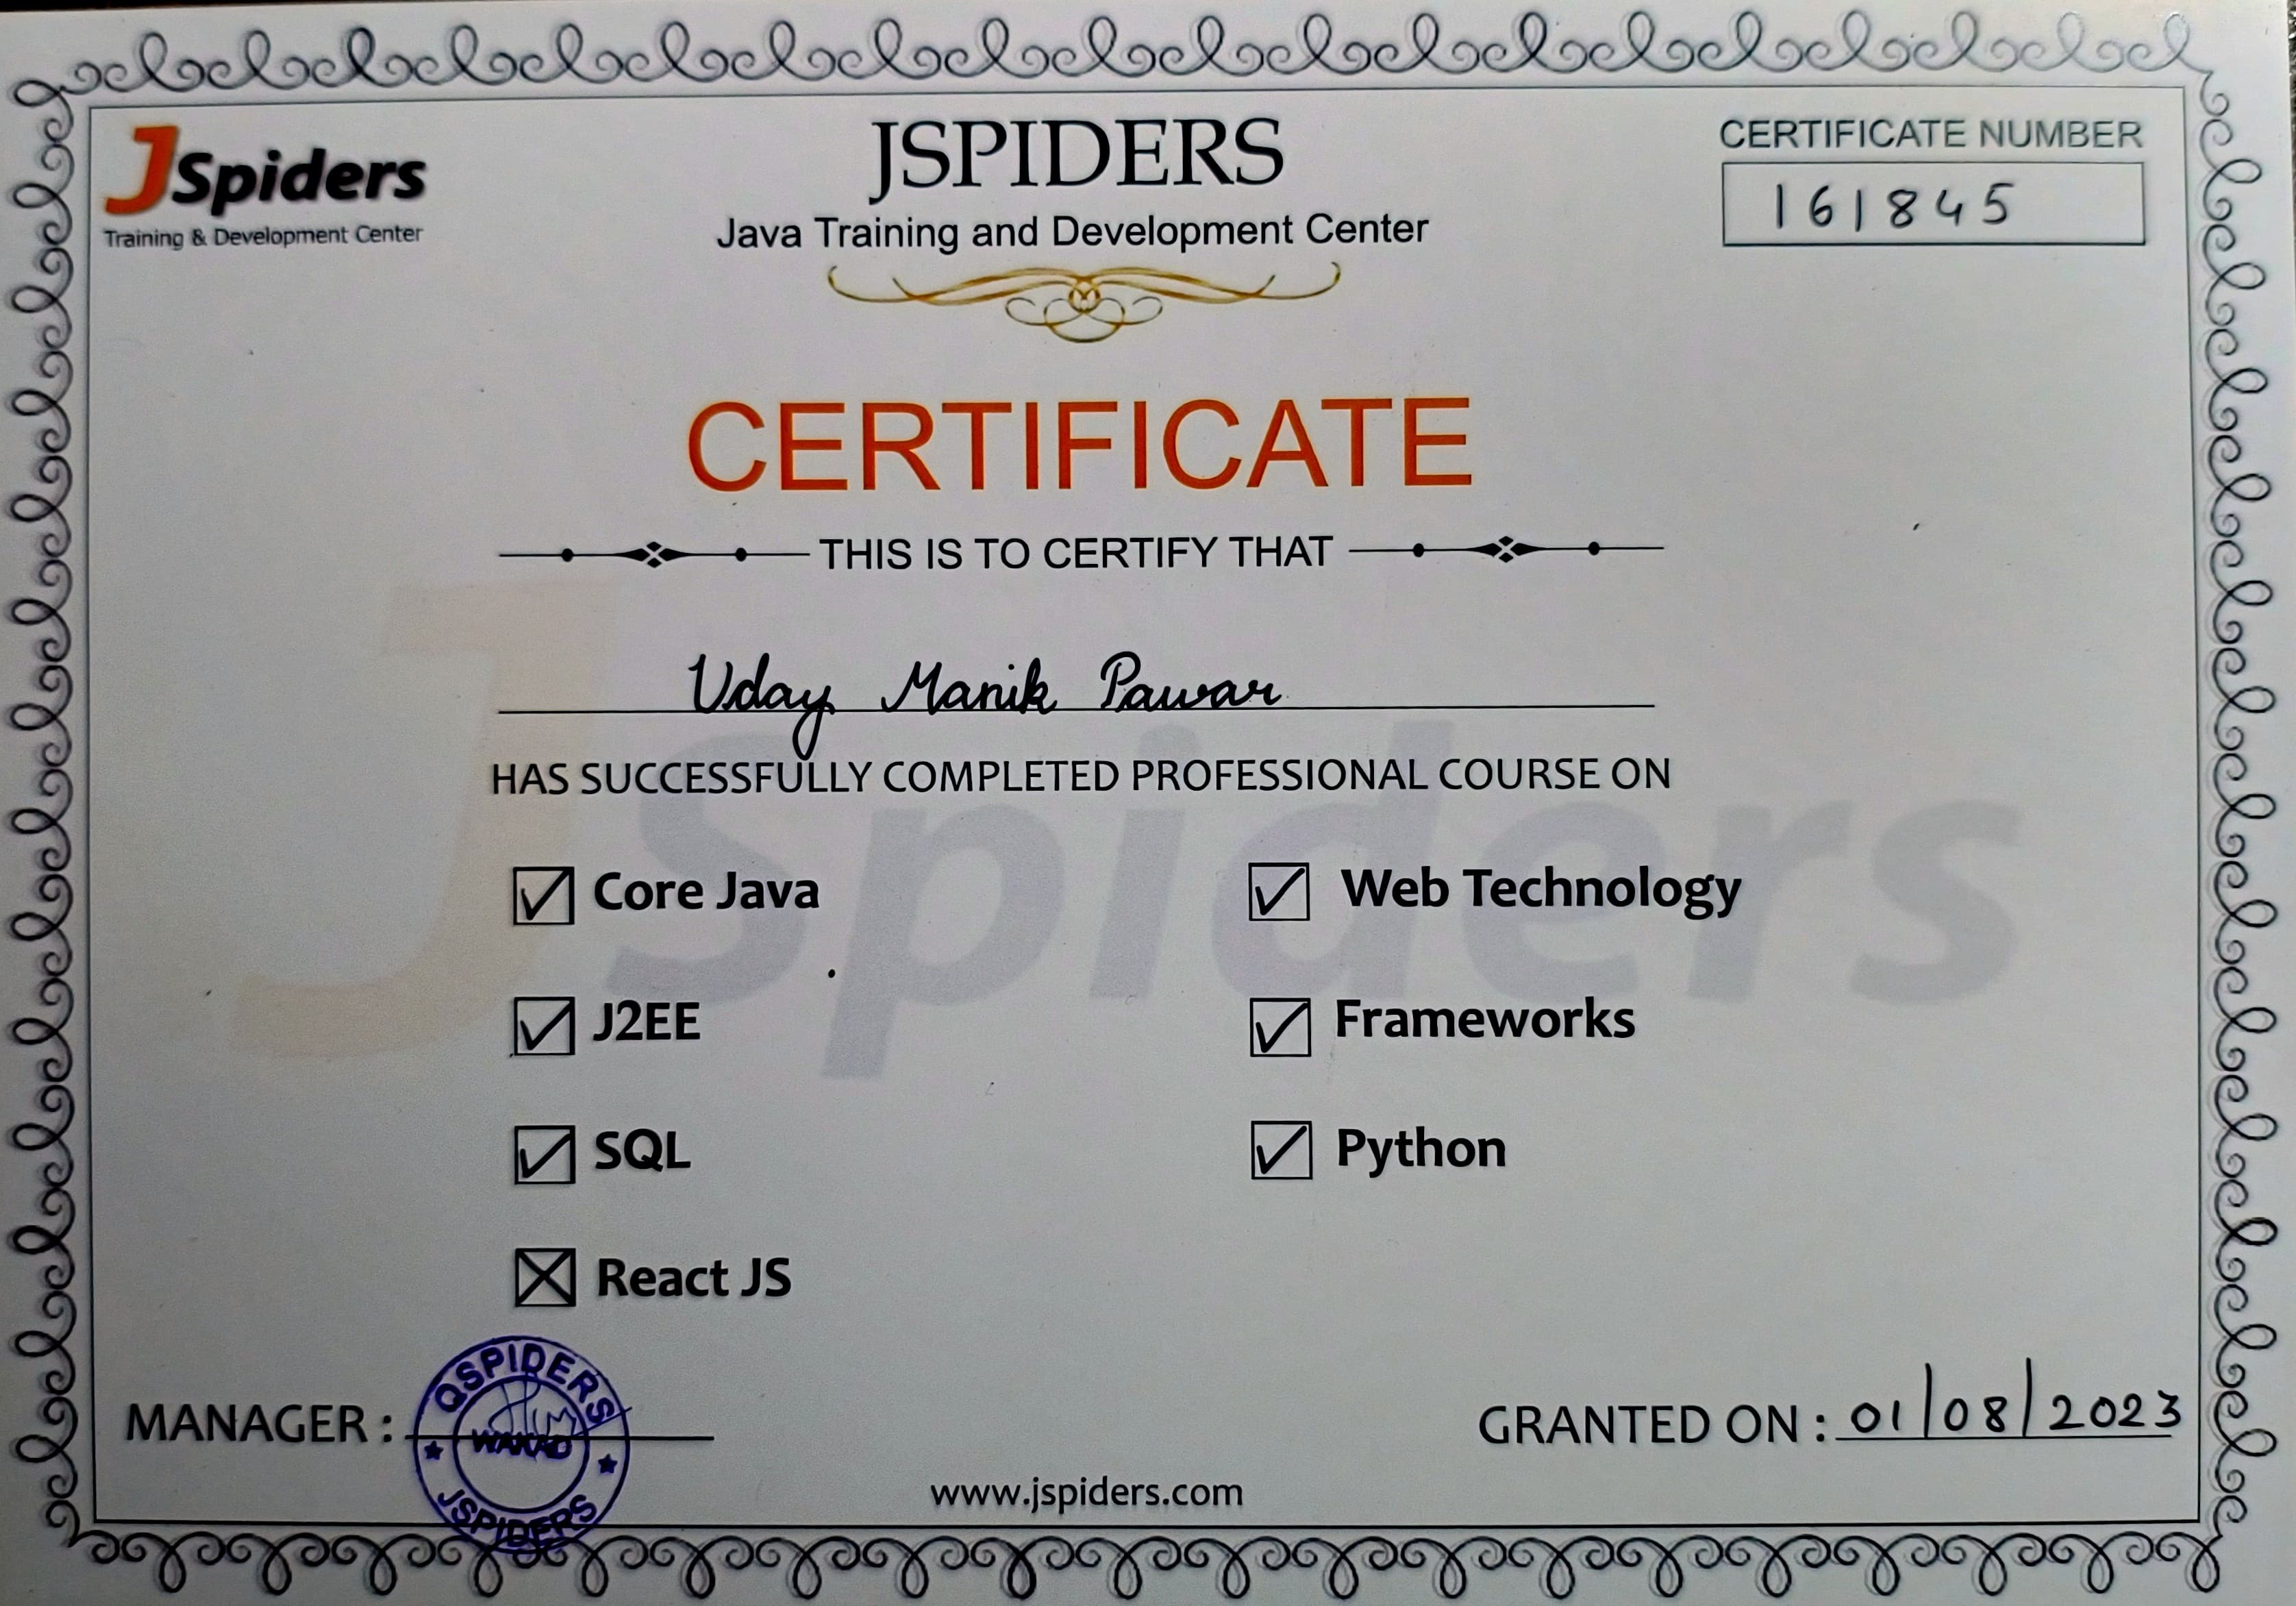 JSpiders
Training & Development Center
JSPIDERS
Java Training and Development Center
CERTIFICATE NUMBER
161845
CERTIFICATE
THIS IS TO CERTIFY THAT
Uday Manik Pawar
HAS SUCCESSFULLY COMPLETED PROFESSIONAL COURSE ON
JSpiders
Core Java
Web Technology
J2EE
Frameworks
SQL
Python
React JS
MANAGER :
QSPIDERS
WAKAD
JSPIDERS
GRANTED ON : 01/08/2023
www.jspiders.com